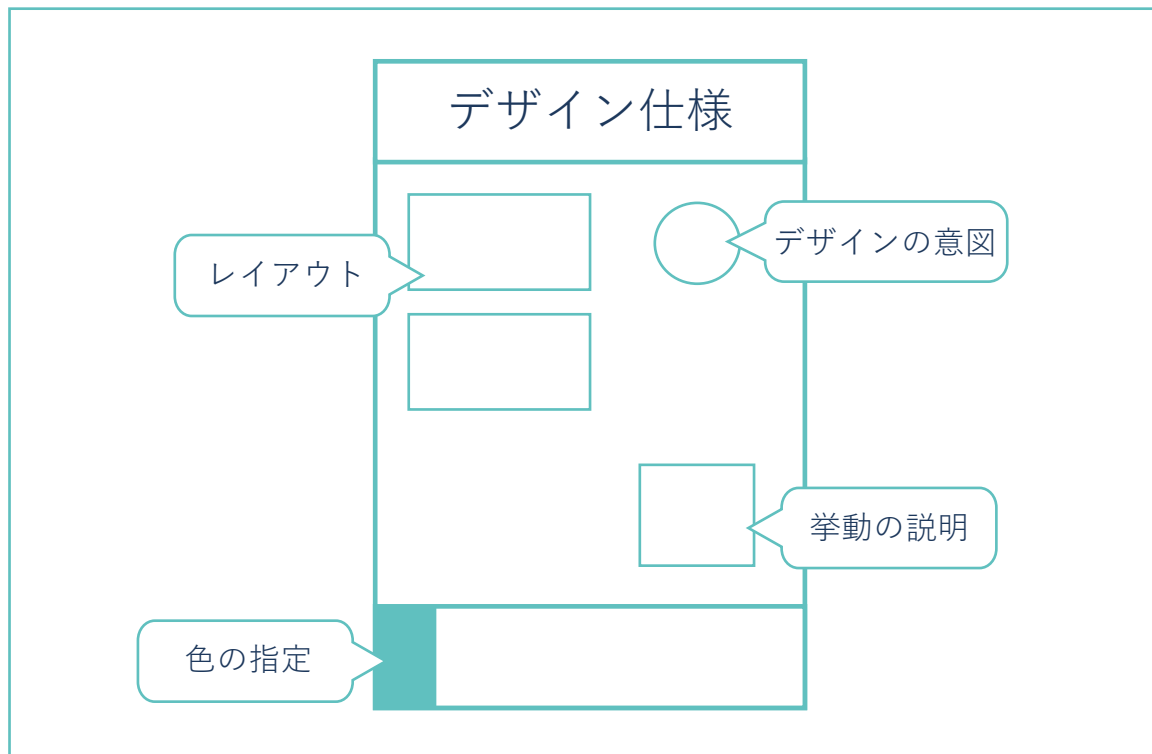 デザイン仕様
デザインの意図
レイアウト
挙動の説明
色の指定